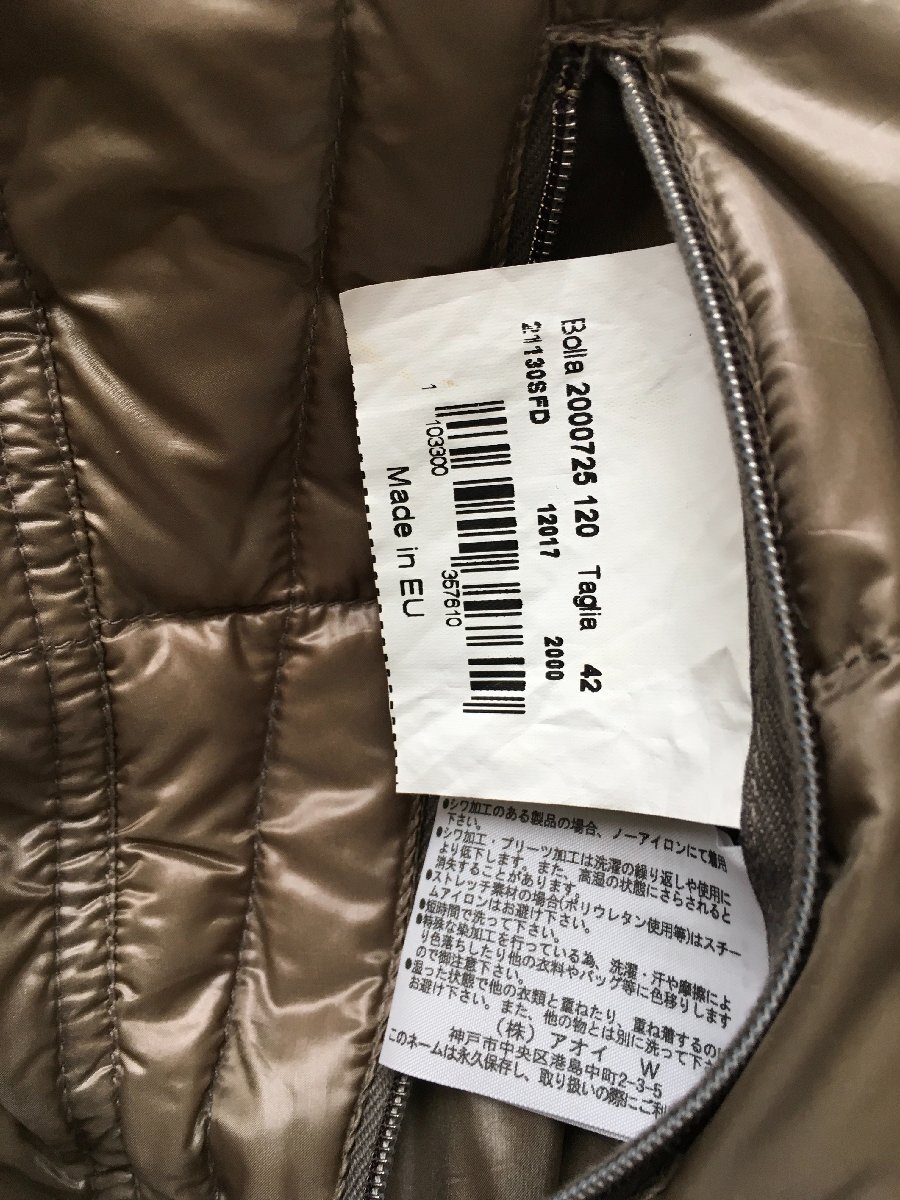 Bolla 2000725 120 Taglia 42
21130SFD 12017 2000
1 103300 357610
Made in EU
●シワ加工のある製品の場合、ノーアイロンにて着用
下さい。
●シワ加工・プリーツ加工は洗濯の繰り返しや使用に
より低下します。また、高温の状態にさらされると
消失することがあります。
●ストレッチ素材の場合(ポリウレタン使用等)はスチー
ムアイロンはお避け下さい。
●短時間で洗って下さい。
●特殊な染加工を行っている為、洗濯・汗や摩擦によ
り色落ちしたり他の衣料やバッグ等に色移りします
ので御注意下さい。
●湿った状態で他の衣類と重ねたり、重ね着するのは
お避け下さい。また、他の物とは別に洗って下さ
(株) アオイ W
神戸市中央区港島中町2-3-5
このネームは永久保存し、取り扱いの際にご利